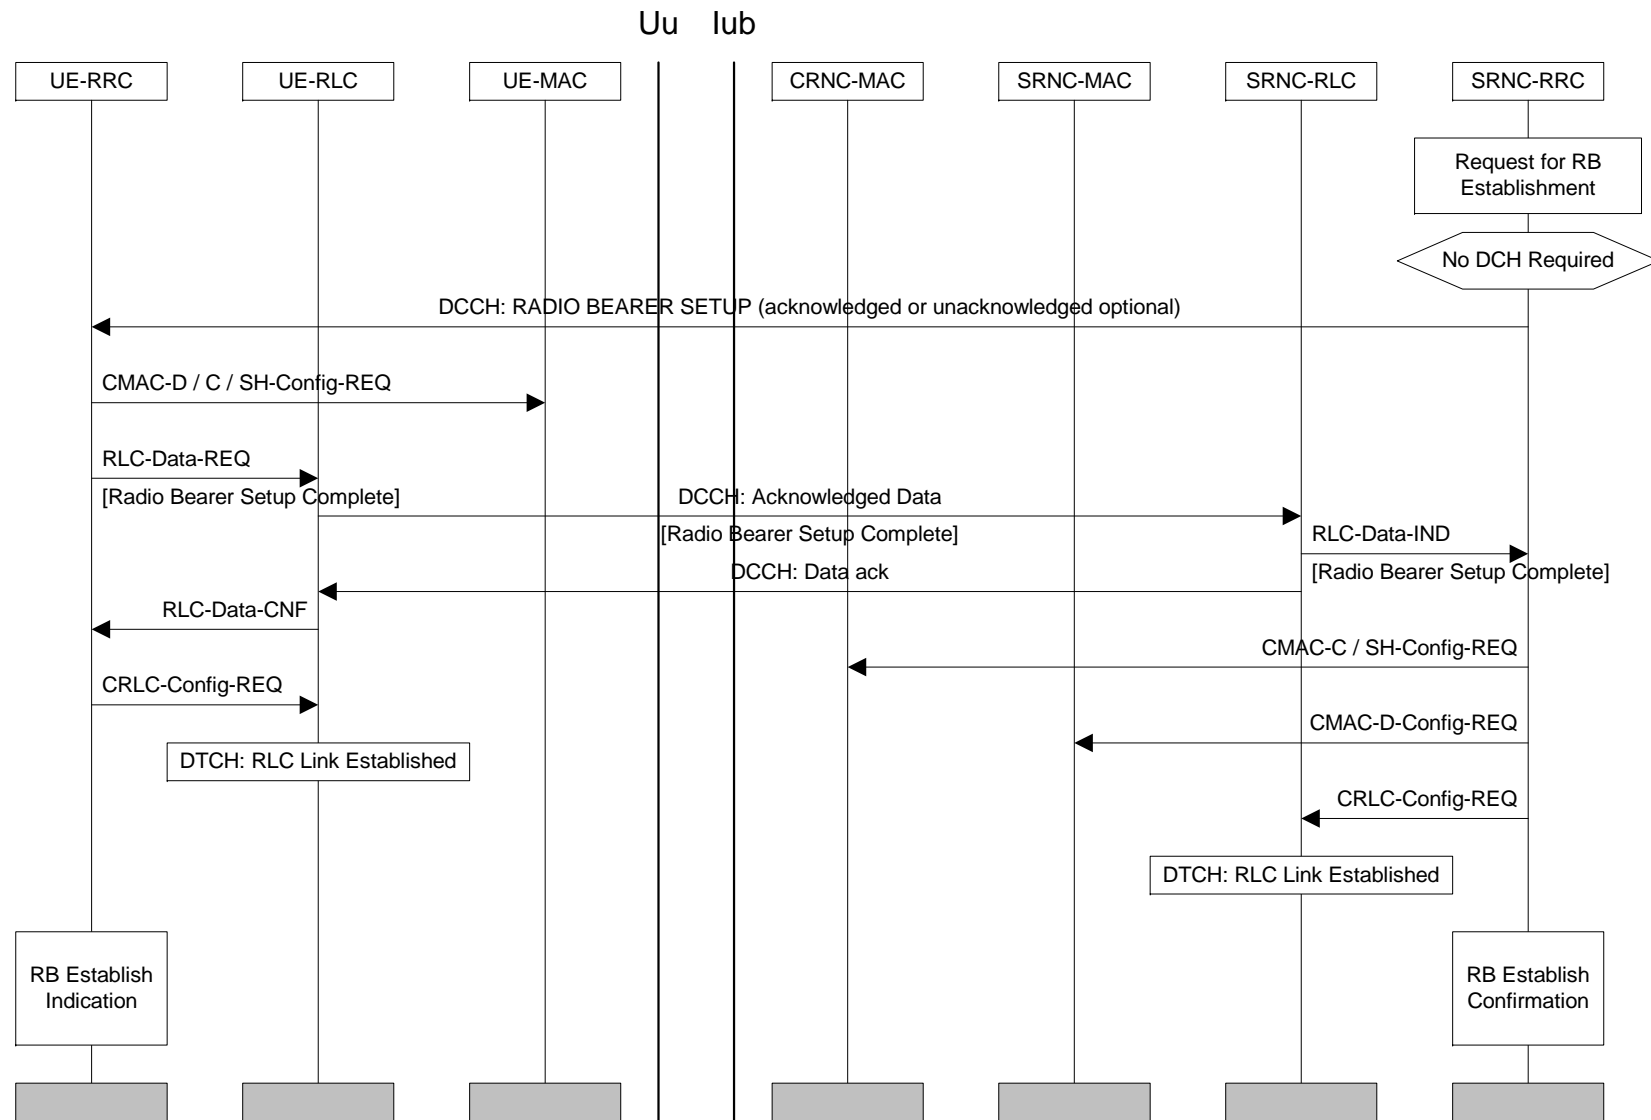 Uu Iub
UE-RRC UE-RLC UE-MAC CRNC-MAC SRNC-MAC SRNC-RLC SRNC-RRC
Request for RB
Establishment
No DCH Required
DCCH: RADIO BEARER SETUP (acknowledged or unacknowledged optional)
CMAC-D / C / SH-Config-REQ
RLC-Data-REQ
[Radio Bearer Setup Complete]
DCCH: Acknowledged Data
[Radio Bearer Setup Complete]
RLC-Data-IND
[Radio Bearer Setup Complete]
DCCH: Data ack
RLC-Data-CNF
CMAC-C / SH-Config-REQ
CRLC-Config-REQ
CMAC-D-Config-REQ
DTCH: RLC Link Established
CRLC-Config-REQ
DTCH: RLC Link Established
RB Establish
Indication
RB Establish
Confirmation